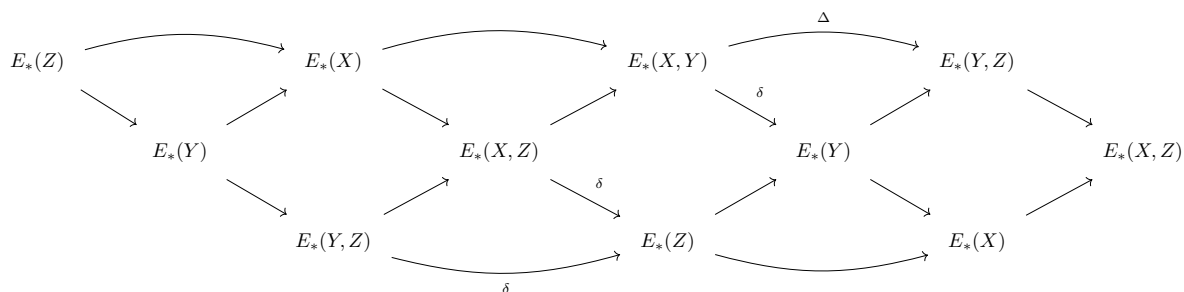 Δ
E_*(Z) E_*(X) E_*(X, Y) E_*(Y, Z)
δ
E_*(Y) E_*(X, Z) E_*(Y) E_*(X, Z)
δ
E_*(Y, Z) E_*(Z) E_*(X)
δ